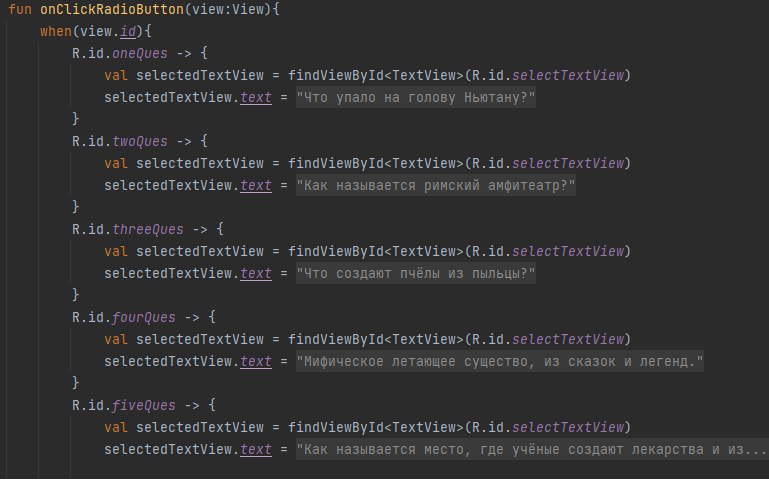 fun onClickRadioButton(view:View){
when(view.id){
R.id.oneQues -> {
val selectedTextView = findViewById<TextView>(R.id.selectTextView)
selectedTextView.text = "Что упало на голову Ньютану?"
}
R.id.twoQues -> {
val selectedTextView = findViewById<TextView>(R.id.selectTextView)
selectedTextView.text = "Как называется римский амфитеатр?"
}
R.id.threeQues -> {
val selectedTextView = findViewById<TextView>(R.id.selectTextView)
selectedTextView.text = "Что создают пчёлы из пыльцы?"
}
R.id.fourQues -> {
val selectedTextView = findViewById<TextView>(R.id.selectTextView)
selectedTextView.text = "Мифическое летающее существо, из сказок и легенд."
}
R.id.fiveQues -> {
val selectedTextView = findViewById<TextView>(R.id.selectTextView)
selectedTextView.text = "Как называется место, где учёные создают лекарства и из...